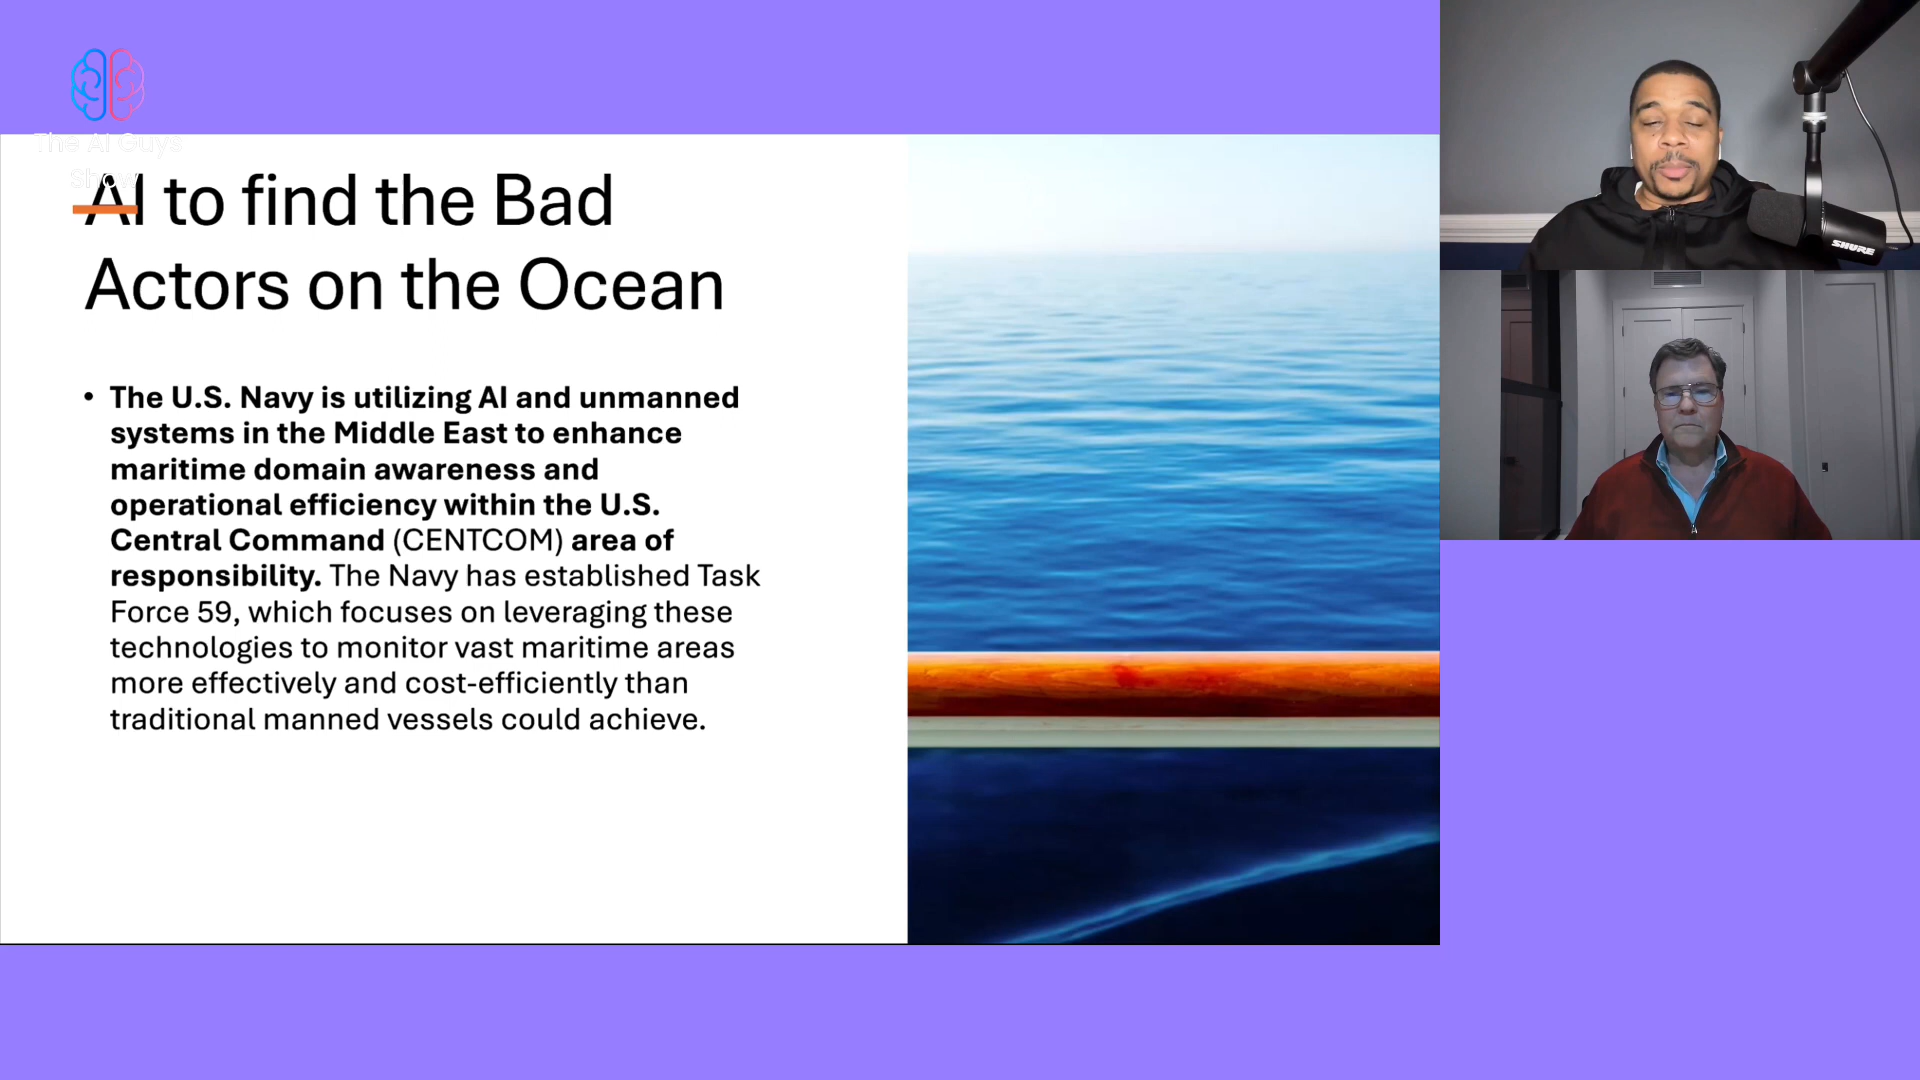 The AI Guys
Show
AI to find the Bad
Actors on the Ocean
• The U.S. Navy is utilizing AI and unmanned
systems in the Middle East to enhance
maritime domain awareness and
operational efficiency within the U.S.
Central Command (CENTCOM) area of
responsibility. The Navy has established Task
Force 59, which focuses on leveraging these
technologies to monitor vast maritime areas
more effectively and cost-efficiently than
traditional manned vessels could achieve.
SHURE